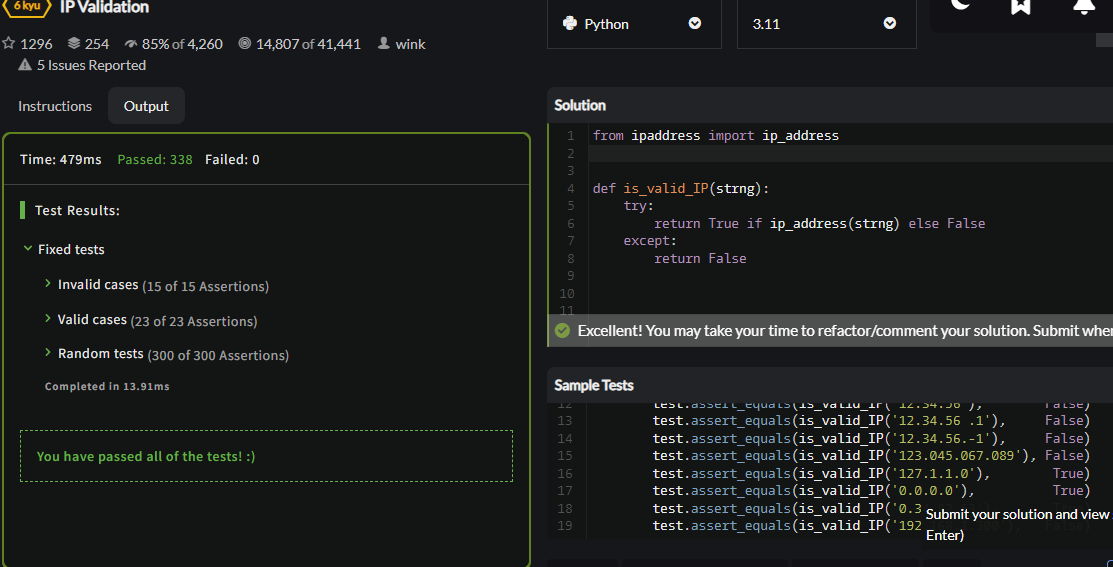 6 kyu IP Validation
1296 254 85% of 4,260 14,807 of 41,441 wink
5 Issues Reported
Instructions Output
Time: 479ms Passed: 338 Failed: 0
Test Results:
Fixed tests
Invalid cases (15 of 15 Assertions)
Valid cases (23 of 23 Assertions)
Random tests (300 of 300 Assertions)
Completed in 13.91ms
You have passed all of the tests! :)
Python 3.11
Solution
1 from ipaddress import ip_address
2
3
4 def is_valid_IP(strng):
5 try:
6 return True if ip_address(strng) else False
7 except:
8 return False
9
10
11
Excellent! You may take your time to refactor/comment your solution. Submit when
Sample Tests
12 test.assert_equals(is_valid_IP('12.34.56'), False)
13 test.assert_equals(is_valid_IP('12.34.56 .1'), False)
14 test.assert_equals(is_valid_IP('12.34.56.-1'), False)
15 test.assert_equals(is_valid_IP('123.045.067.089'), False)
16 test.assert_equals(is_valid_IP('127.1.1.0'), True)
17 test.assert_equals(is_valid_IP('0.0.0.0'), True)
18 test.assert_equals(is_valid_IP('0.3
19 test.assert_equals(is_valid_IP('192
Submit your solution and view
Enter)